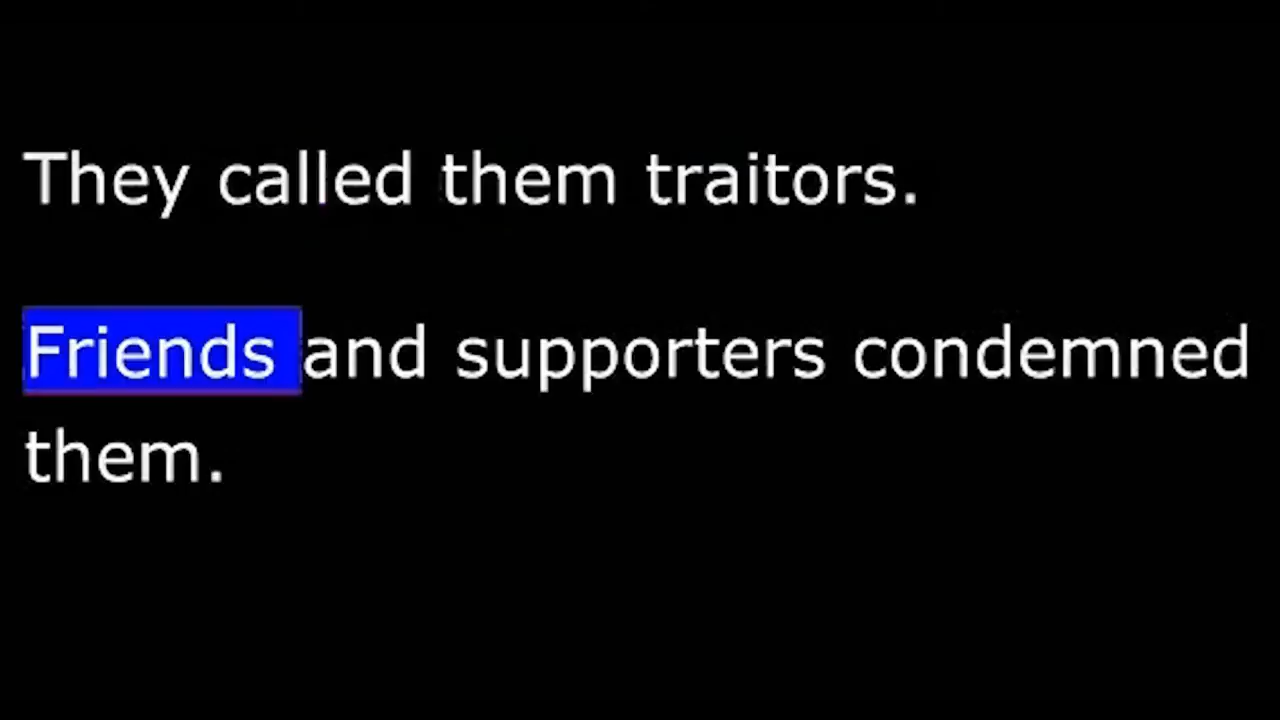 They called them traitors.
Friends and supporters condemned
them.